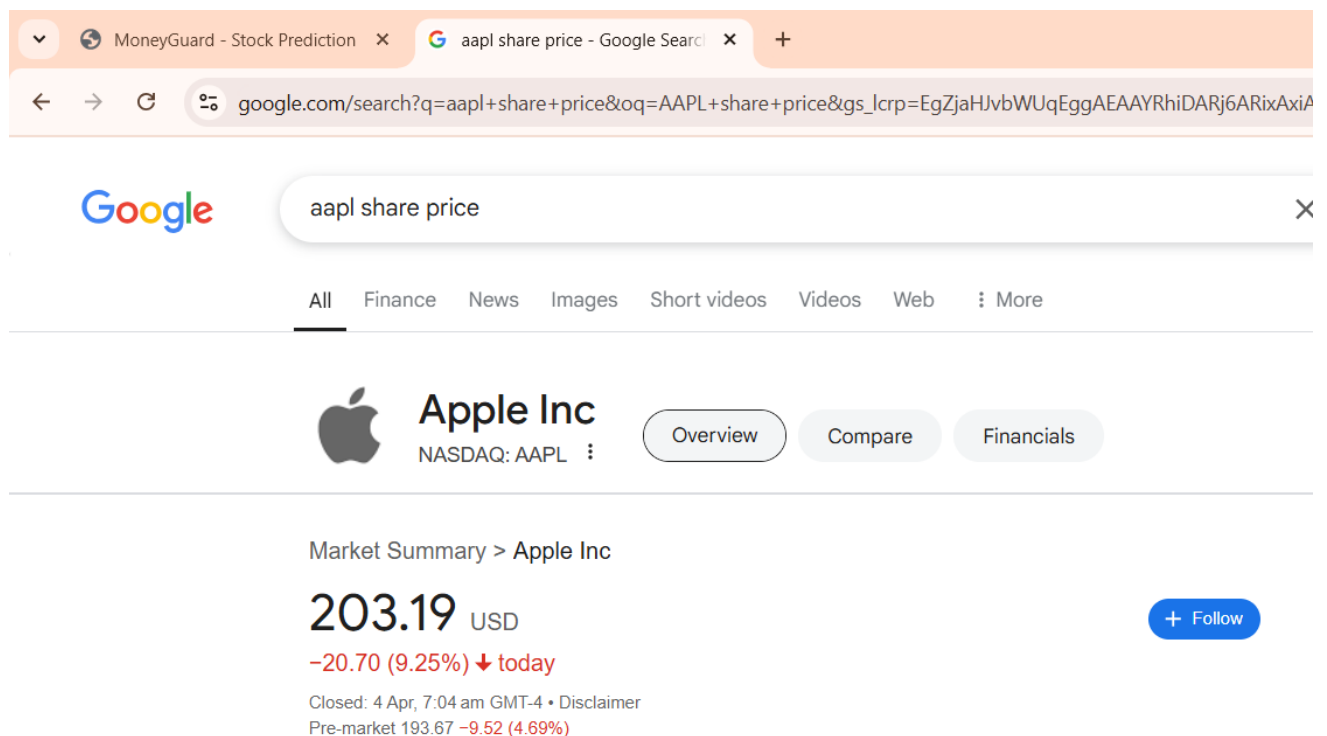 MoneyGuard - Stock Prediction
aapl share price - Google Searc
google.com/search?q=aapl+share+price&oq=AAPL+share+price&gs_lcrp=EgZjaHJvbWUqEggAEAAYRhiDARj6ARixAxiA
Google
aapl share price
All Finance News Images Short videos Videos Web More
Apple Inc
NASDAQ: AAPL
Overview Compare Financials
Market Summary > Apple Inc
203.19 USD
+ Follow
−20.70 (9.25%) ↓ today
Closed: 4 Apr, 7:04 am GMT-4 • Disclaimer
Pre-market 193.67 −9.52 (4.69%)